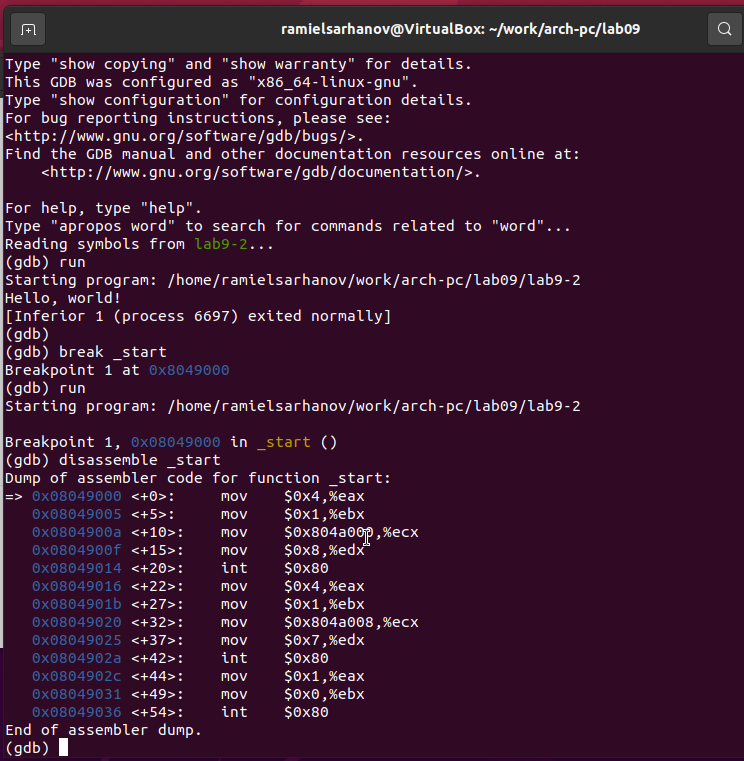 ramielsarhanov@VirtualBox: ~/work/arch-pc/lab09
Type "show copying" and "show warranty" for details.
This GDB was configured as "x86_64-linux-gnu".
Type "show configuration" for configuration details.
For bug reporting instructions, please see:
<http://www.gnu.org/software/gdb/bugs/>.
Find the GDB manual and other documentation resources online at:
    <http://www.gnu.org/software/gdb/documentation/>.

For help, type "help".
Type "apropos word" to search for commands related to "word"...
Reading symbols from lab9-2...
(gdb) run
Starting program: /home/ramielsarhanov/work/arch-pc/lab09/lab9-2
Hello, world!
[Inferior 1 (process 6697) exited normally]
(gdb)
(gdb) break _start
Breakpoint 1 at 0x8049000
(gdb) run
Starting program: /home/ramielsarhanov/work/arch-pc/lab09/lab9-2

Breakpoint 1, 0x08049000 in _start ()
(gdb) disassemble _start
Dump of assembler code for function _start:
=> 0x08049000 <+0>:     mov    $0x4,%eax
   0x08049005 <+5>:     mov    $0x1,%ebx
   0x0804900a <+10>:    mov    $0x804a000,%ecx
   0x0804900f <+15>:    mov    $0x8,%edx
   0x08049014 <+20>:    int    $0x80
   0x08049016 <+22>:    mov    $0x4,%eax
   0x0804901b <+27>:    mov    $0x1,%ebx
   0x08049020 <+32>:    mov    $0x804a008,%ecx
   0x08049025 <+37>:    mov    $0x7,%edx
   0x0804902a <+42>:    int    $0x80
   0x0804902c <+44>:    mov    $0x1,%eax
   0x08049031 <+49>:    mov    $0x0,%ebx
   0x08049036 <+54>:    int    $0x80
End of assembler dump.
(gdb)